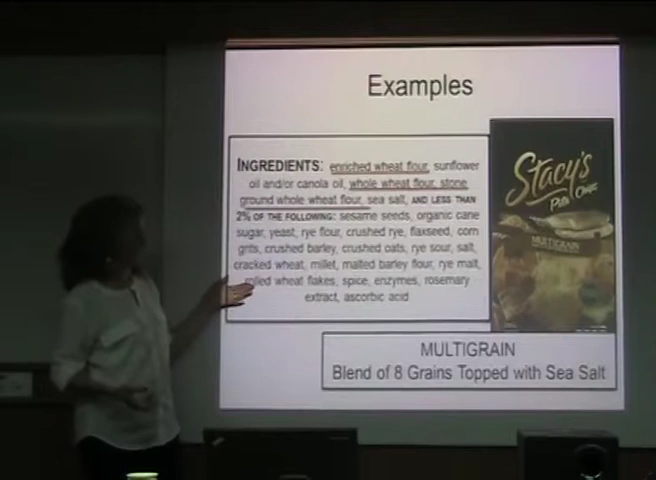 Examples
INGREDIENTS: enriched wheat flour, sunflower
oil and/or canola oil, whole wheat flour, stone
ground whole wheat flour, sea salt, AND LESS THAN
2% OF THE FOLLOWING: sesame seeds, organic cane
sugar, yeast, rye flour, crushed rye, flaxseed, corn
grits, crushed barley, crushed oats, rye sour, salt,
cracked wheat, millet, malted barley flour, rye malt,
rolled wheat flakes, spice, enzymes, rosemary
extract, ascorbic acid
Stacy's
Pita Chips
MULTIGRAIN
MULTIGRAIN
Blend of 8 Grains Topped with Sea Salt